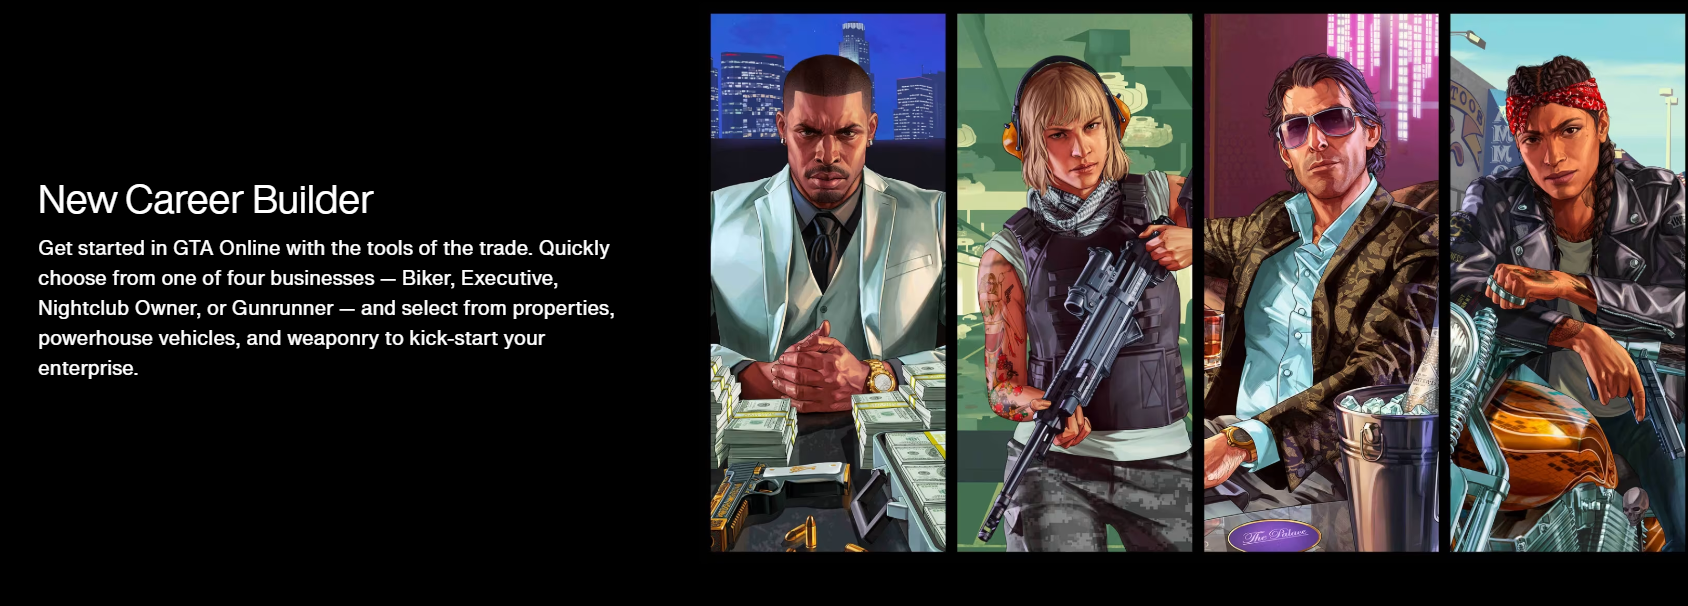 New Career Builder
Get started in GTA Online with the tools of the trade. Quickly
choose from one of four businesses — Biker, Executive,
Nightclub Owner, or Gunrunner — and select from properties,
powerhouse vehicles, and weaponry to kick-start your
enterprise.
The Palace